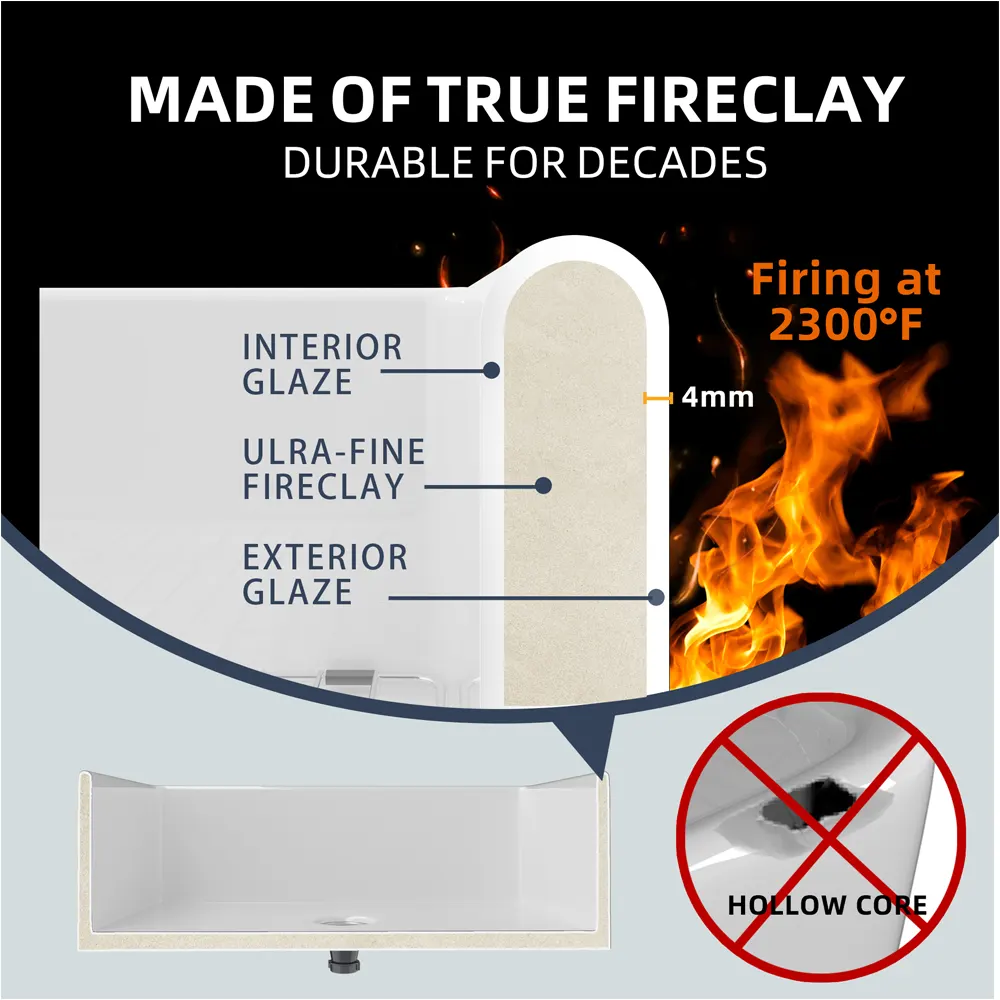 MADE OF TRUE FIRECLAY
DURABLE FOR DECADES
Firing at
2300°F
INTERIOR
GLAZE
4mm
ULRA-FINE
FIRECLAY
EXTERIOR
GLAZE
HOLLOW CORE